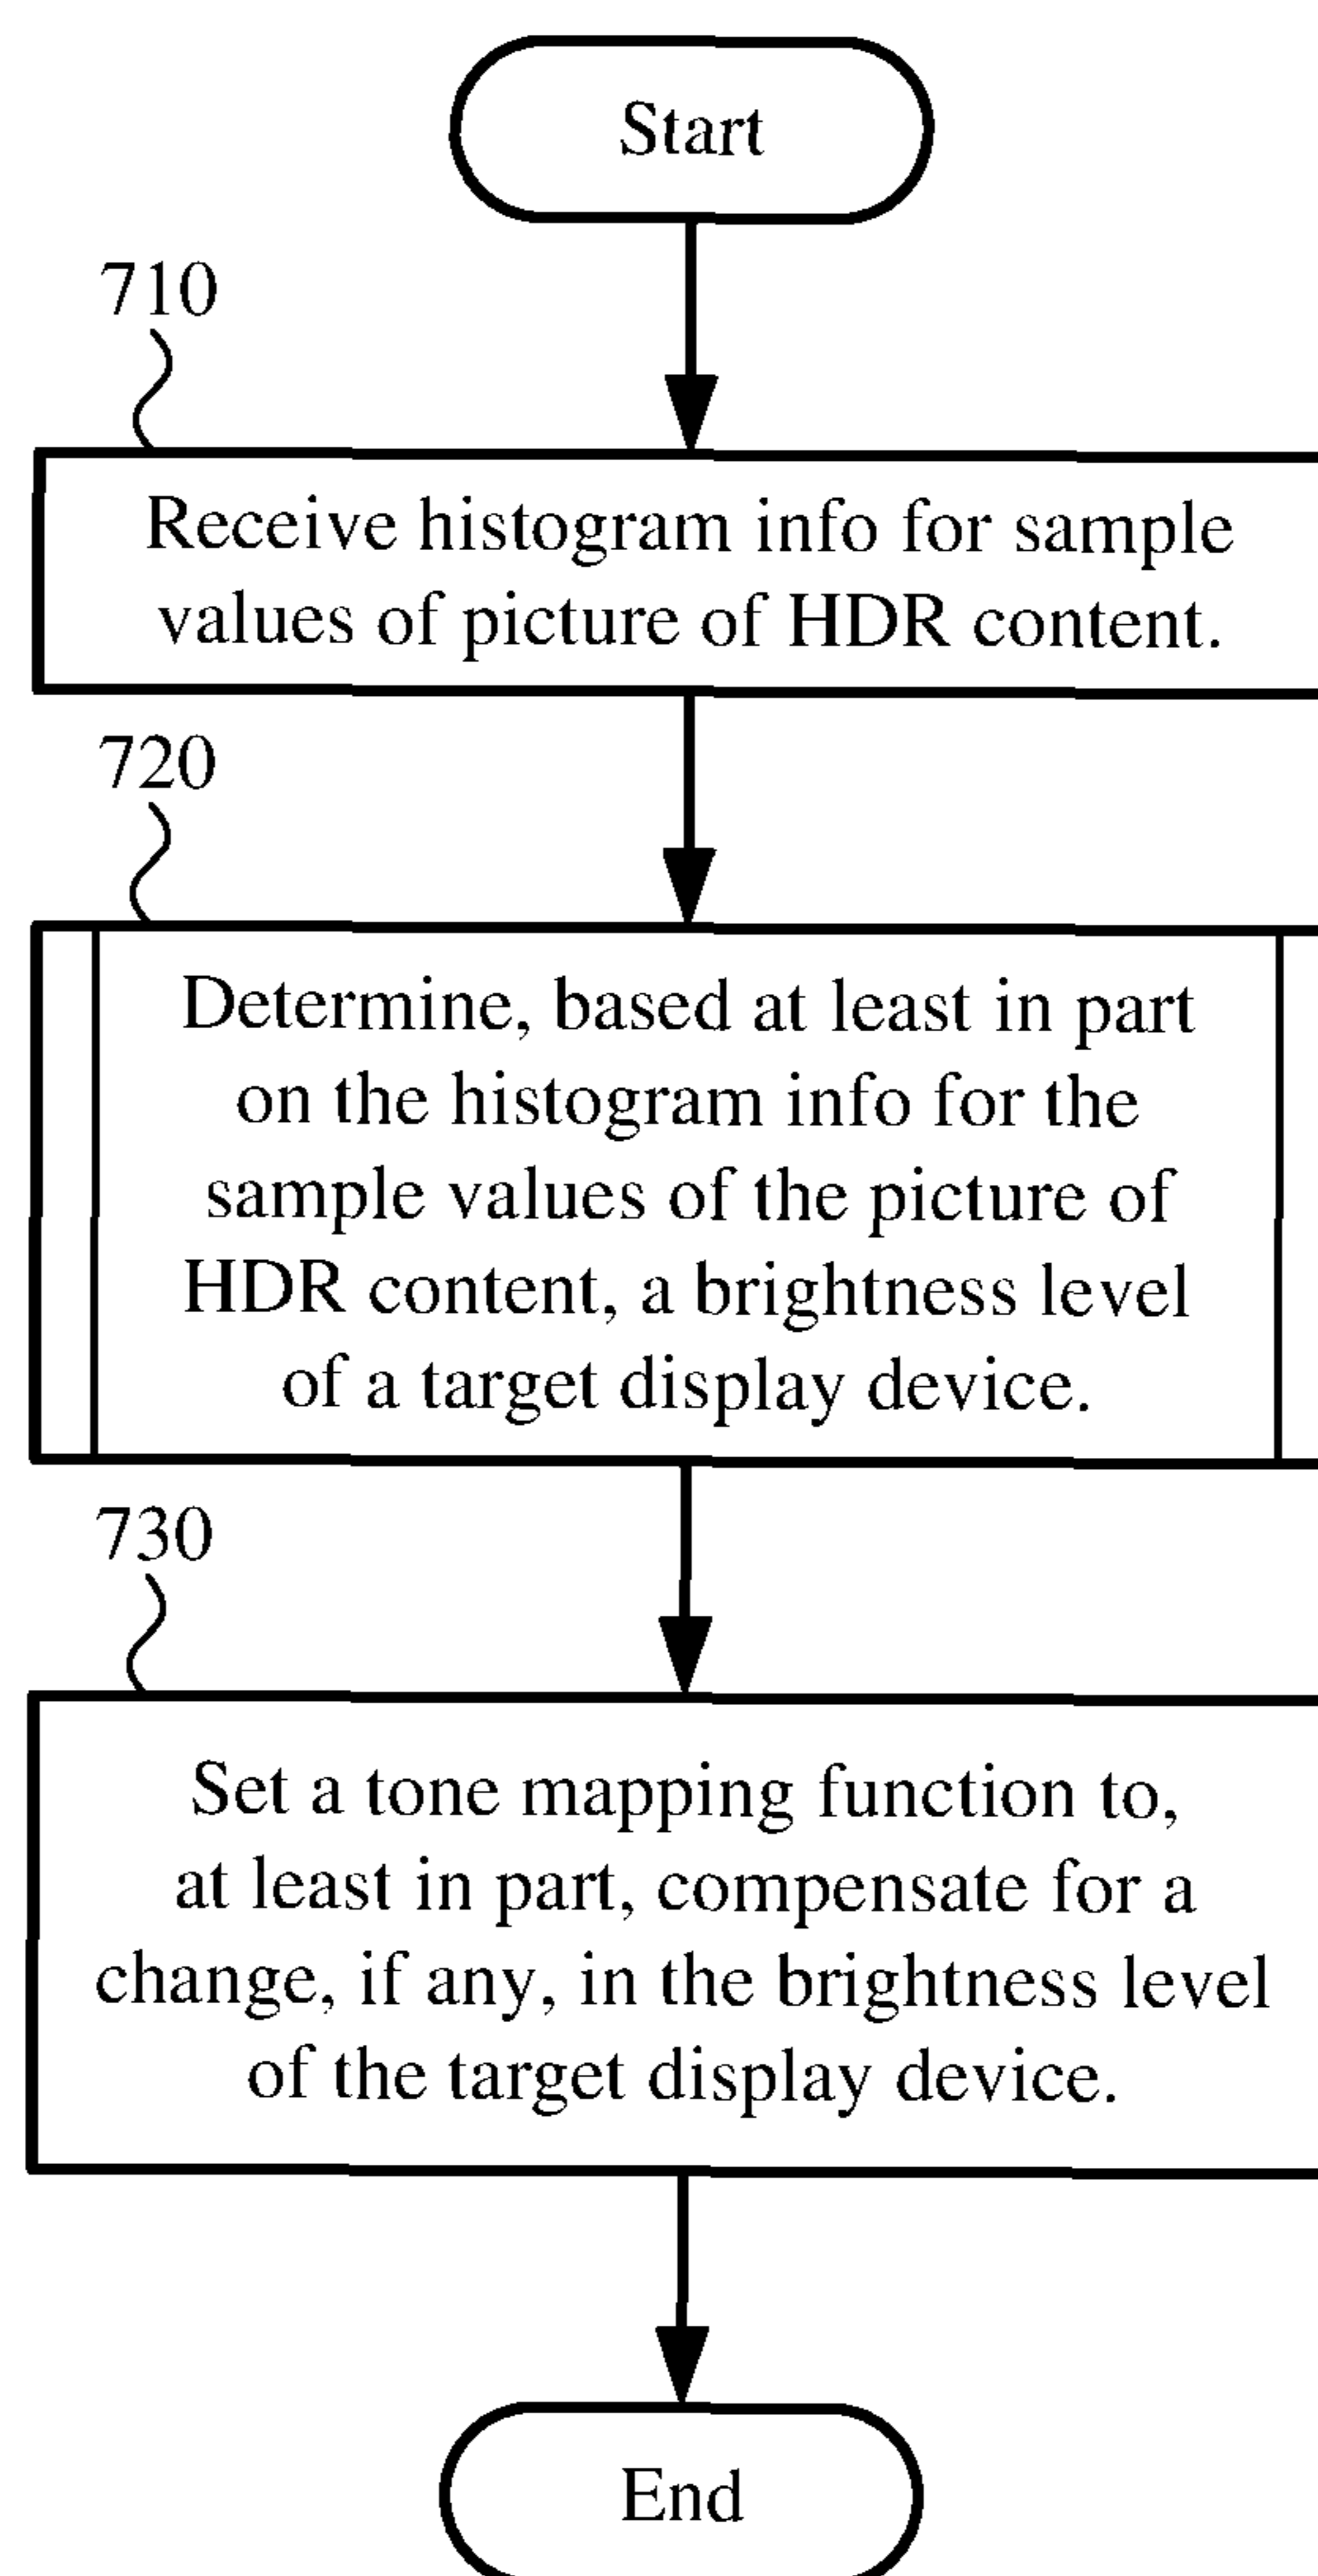 Start
710
Receive histogram info for sample
values of picture of HDR content.
720
Determine, based at least in part
on the histogram info for the
sample values of the picture of
HDR content, a brightness level
of a target display device.
730
Set a tone mapping function to,
at least in part, compensate for a
change, if any, in the brightness level
of the target display device.
End